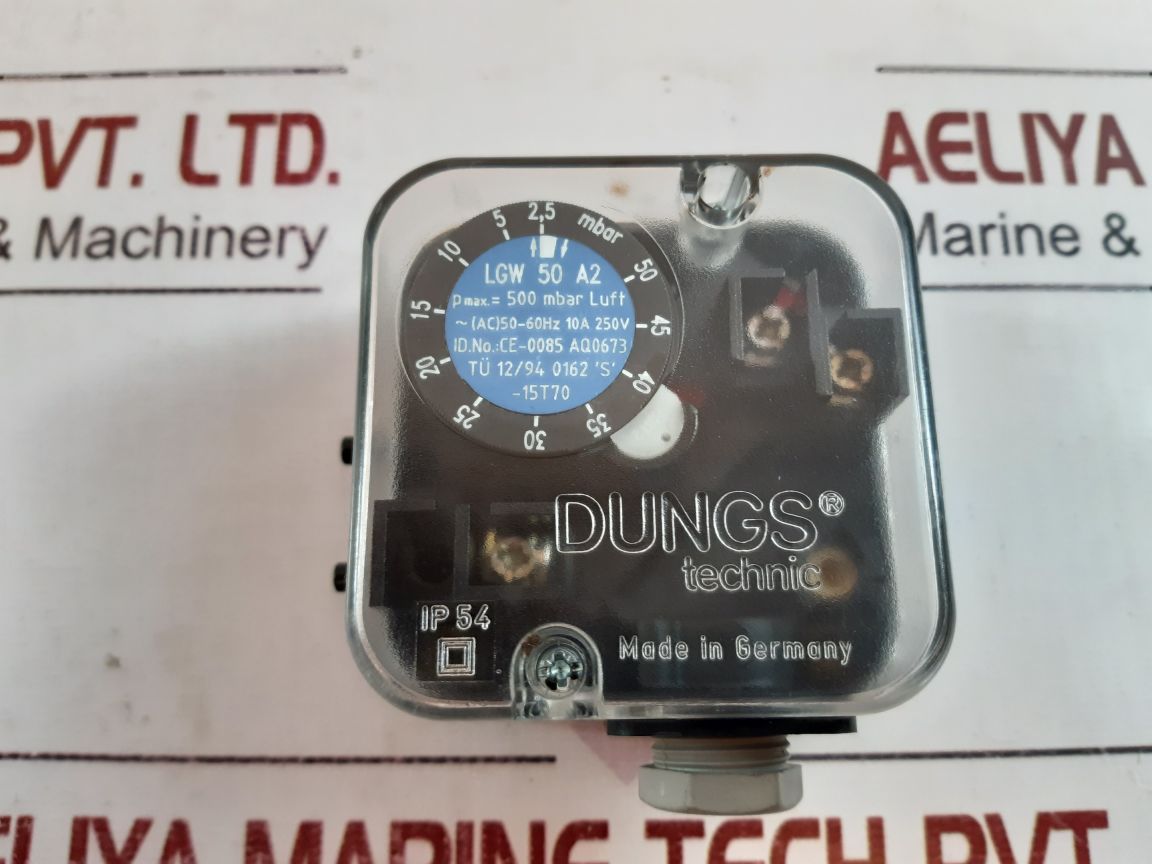 PVT. LTD.
& Machinery
AELIYA
Marine &
2,5
mbar
5
10
15
20
25
30
35
40
45
50
LGW 50 A2
pmax.= 500 mbar Luft
~(AC)50-60Hz 10A 250V
ID.No.:CE-0085 AQ0673
TÜ 12/94 0162 'S'
-15T70
DUNGS®
technic
IP 54
Made in Germany
AELIYA MARINE TECH PVT